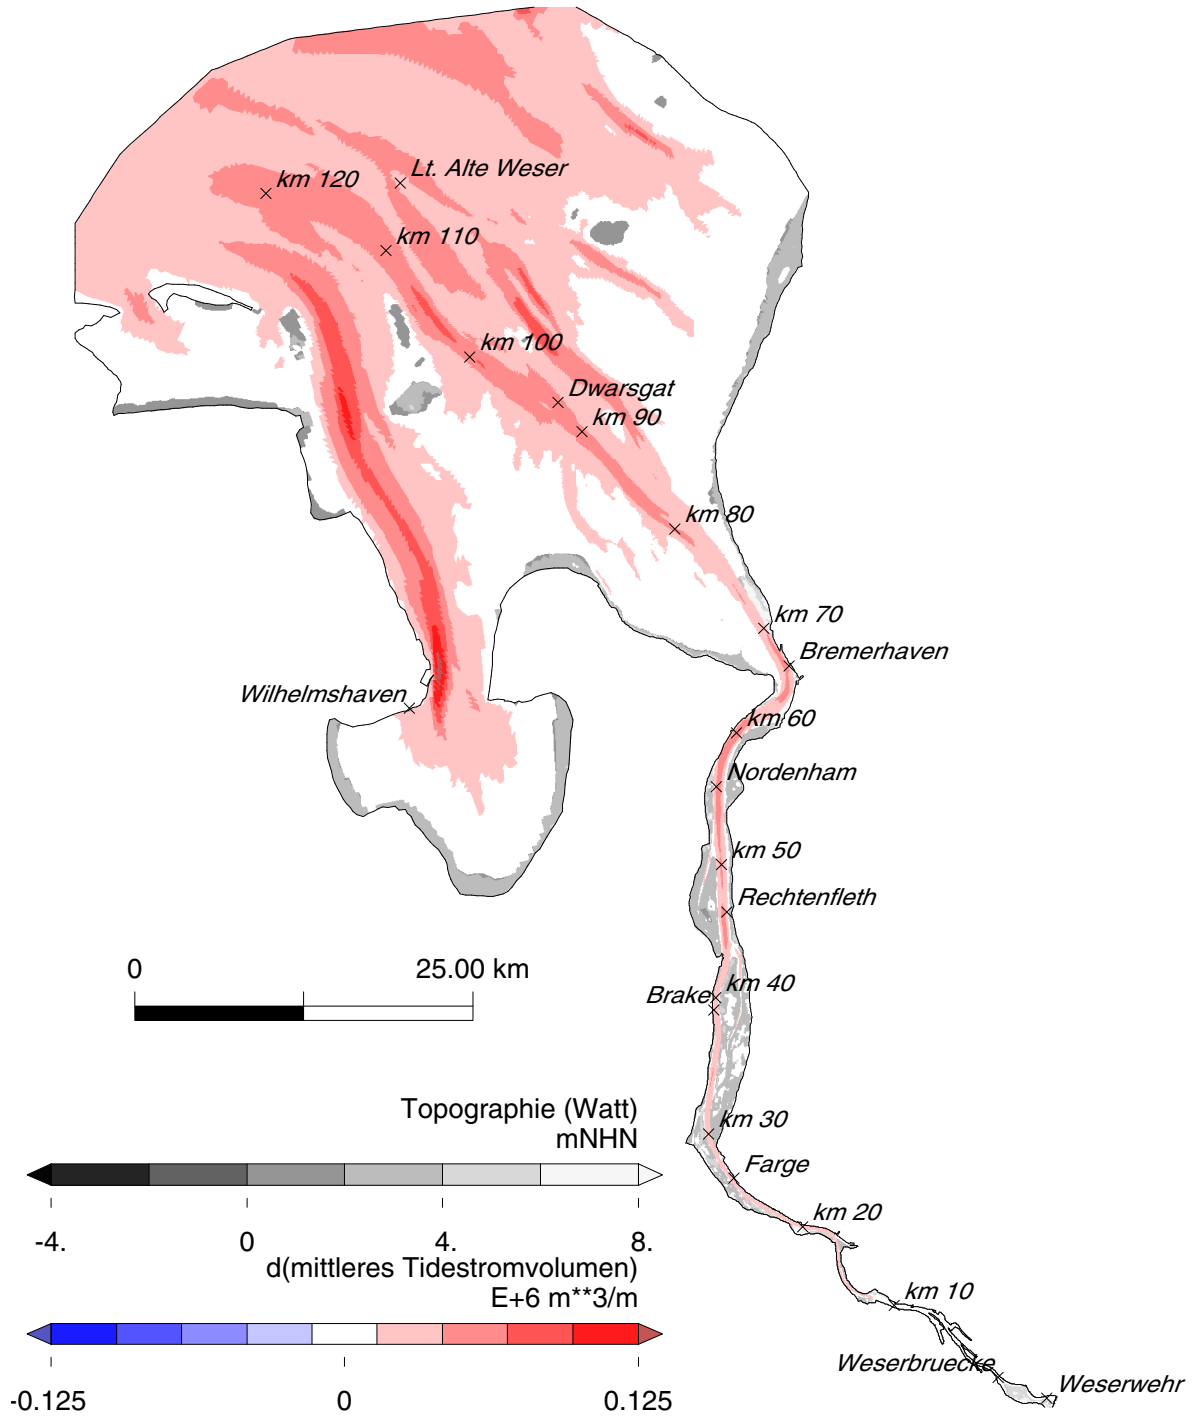 Lt. Alte Weser
km 120
km 110
km 100
Dwarsgat
km 90
km 80
km 70
Bremerhaven
Wilhelmshaven
km 60
Nordenham
km 50
Rechtenfleth
0 25.00 km
km 40
Brake
Topographie (Watt)
mNHN
km 30
Farge
-4. 0 4. 8.
km 20
d(mittleres Tidestromvolumen)
E+6 m**3/m
km 10
Weserbruecke
Weserwehr
-0.125 0 0.125